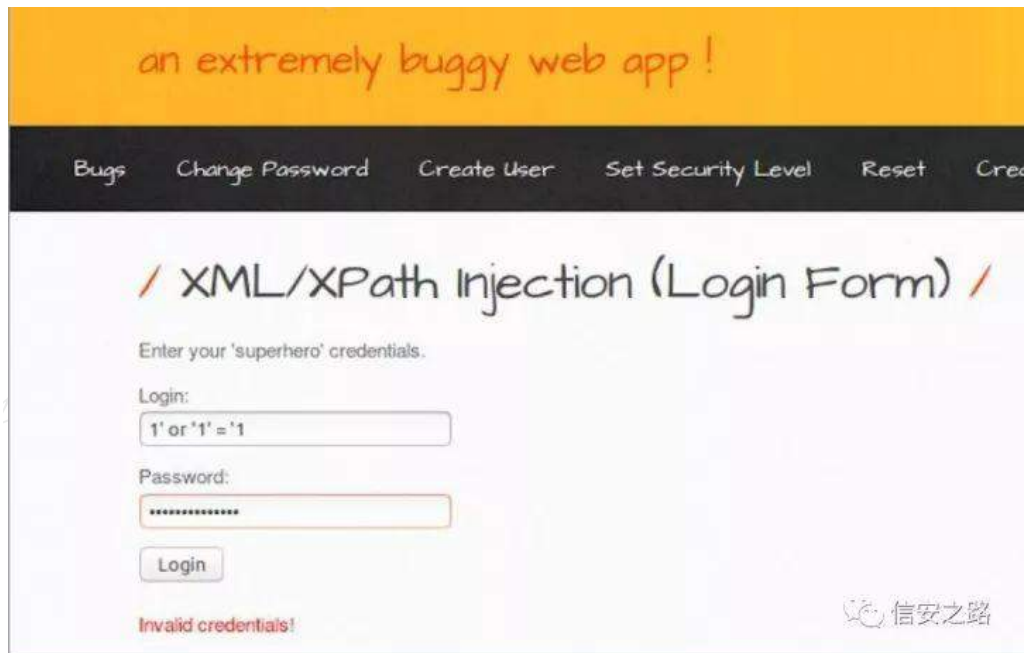 an extremely buggy web app !
Bugs Change Password Create User Set Security Level Reset
/ XML/XPath Injection (Login Form) /
Enter your 'superhero' credentials.
Login:
1' or '1' = '1
Password:
••••••••••••••
Login
Invalid credentials!
信安之路